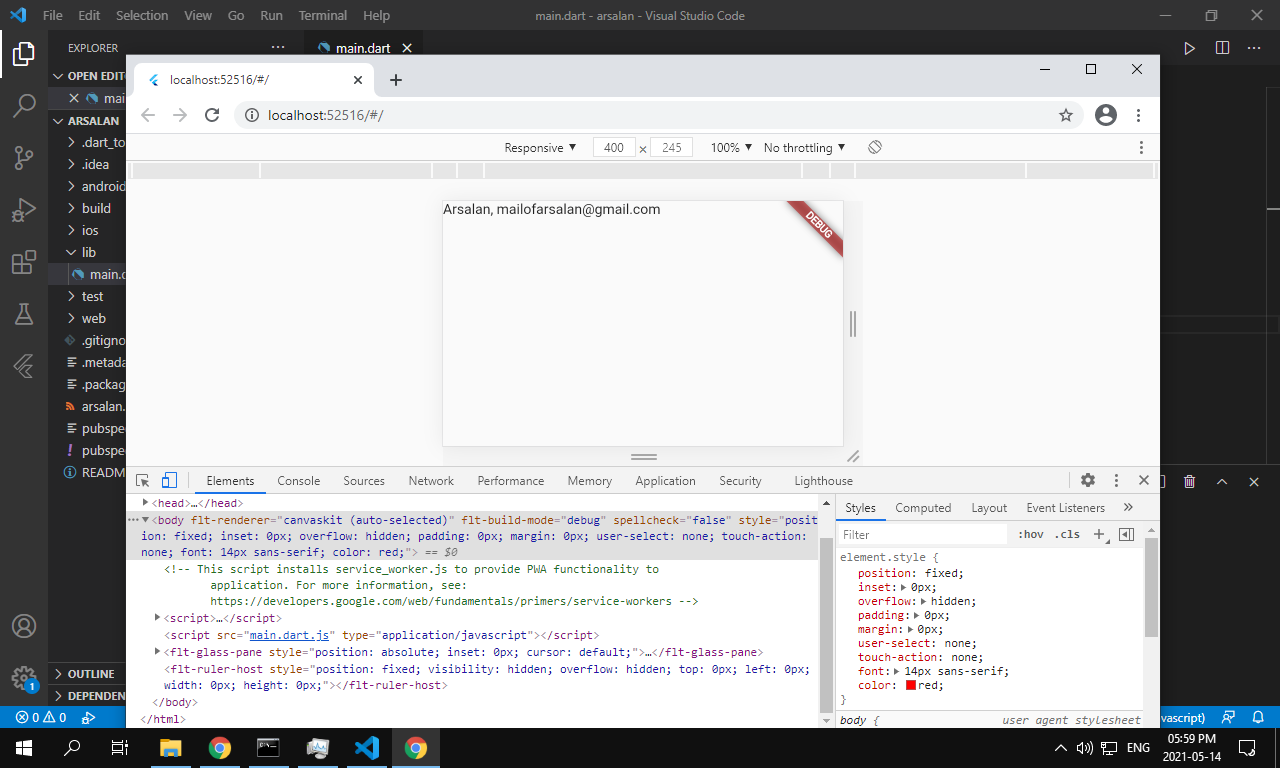 File Edit Selection View Go Run Terminal Help main.dart - arsalan - Visual Studio Code
EXPLORER
main.dart
OPEN EDIT
mai
ARSALAN
.dart_to
.idea
android
build
ios
lib
main.d
test
web
.gitigno
.metada
.packag
arsalan.
pubspe
pubspe
README
OUTLINE
DEPENDEN
localhost:52516/#/
localhost:52516/#/
Responsive 400 × 245 100% No throttling
Arsalan, mailofarsalan@gmail.com
DEBUG
Elements Console Sources Network Performance Memory Application Security Lighthouse
<head>…</head>
<body flt-renderer="canvaskit (auto-selected)" flt-build-mode="debug" spellcheck="false" style="posit
ion: fixed; inset: 0px; overflow: hidden; padding: 0px; margin: 0px; user-select: none; touch-action:
none; font: 14px sans-serif; color: red;"> == $0
<!-- This script installs service_worker.js to provide PWA functionality to
application. For more information, see:
https://developers.google.com/web/fundamentals/primers/service-workers -->
<script>…</script>
<script src="main.dart.js" type="application/javascript"></script>
<flt-glass-pane style="position: absolute; inset: 0px; cursor: default;">…</flt-glass-pane>
<flt-ruler-host style="position: fixed; visibility: hidden; overflow: hidden; top: 0px; left: 0px;
width: 0px; height: 0px;"></flt-ruler-host>
</body>
</html>
Styles Computed Layout Event Listeners »
Filter :hov .cls
element.style {
position: fixed;
inset: 0px;
overflow: hidden;
padding: 0px;
margin: 0px;
user-select: none;
touch-action: none;
font: 14px sans-serif;
color: red;
}
body { user agent stylesheet
0 0
1
avascript)
ENG
05:59 PM
2021-05-14